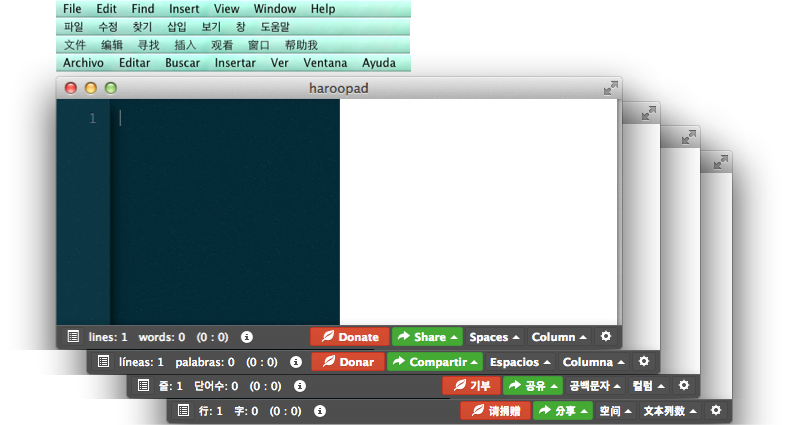 File Edit Find Insert View Window Help
파일 수정 찾기 삽입 보기 창 도움말
文件 编辑 寻找 插入 观看 窗口 帮助我
Archivo Editar Buscar Insertar Ver Ventana Ayuda
haroopad
1
lines: 1 words: 0 (0 : 0) Donate Share Spaces Column
líneas: 1 palabras: 0 (0 : 0) Donar Compartir Espacios Columna
줄: 1 단어수: 0 (0 : 0) 기부 공유 공백문자 컬럼
行: 1 字: 0 (0 : 0) 请捐赠 分享 空间 文本列数